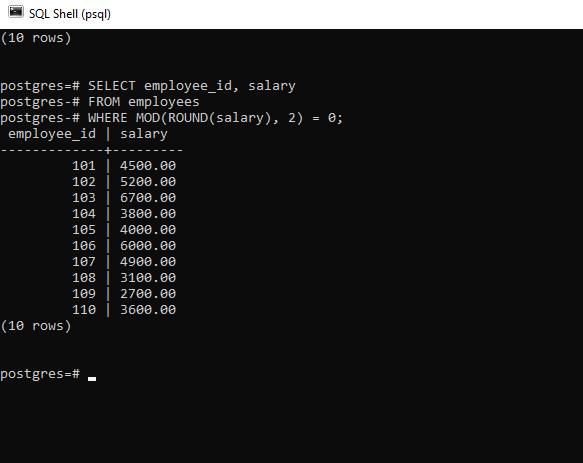 SQL Shell (psql)
(10 rows)
postgres=# SELECT employee_id, salary
postgres-# FROM employees
postgres-# WHERE MOD(ROUND(salary), 2) = 0;
 employee_id | salary
-------------+---------
         101 | 4500.00
         102 | 5200.00
         103 | 6700.00
         104 | 3800.00
         105 | 4000.00
         106 | 6000.00
         107 | 4900.00
         108 | 3100.00
         109 | 2700.00
         110 | 3600.00
(10 rows)
postgres=#